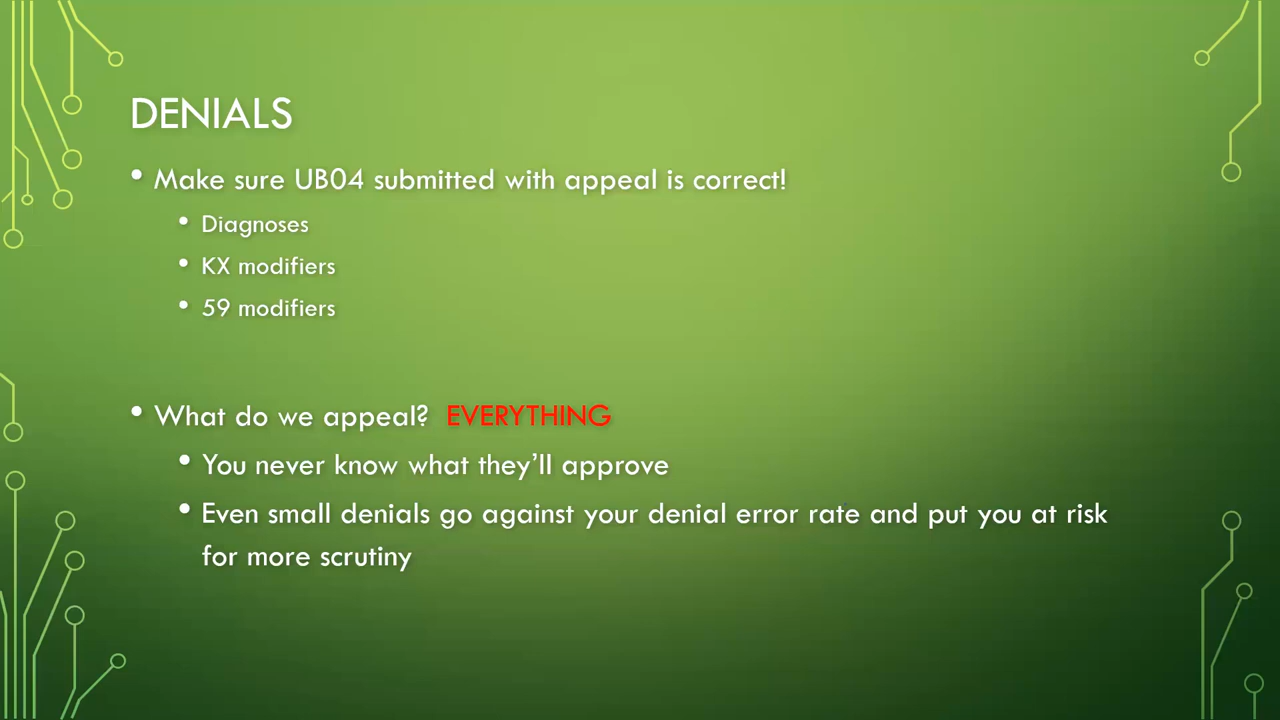 DENIALS
• Make sure UB04 submitted with appeal is correct!
• Diagnoses
• KX modifiers
• 59 modifiers
• What do we appeal? EVERYTHING
• You never know what they’ll approve
• Even small denials go against your denial error rate and put you at risk
for more scrutiny